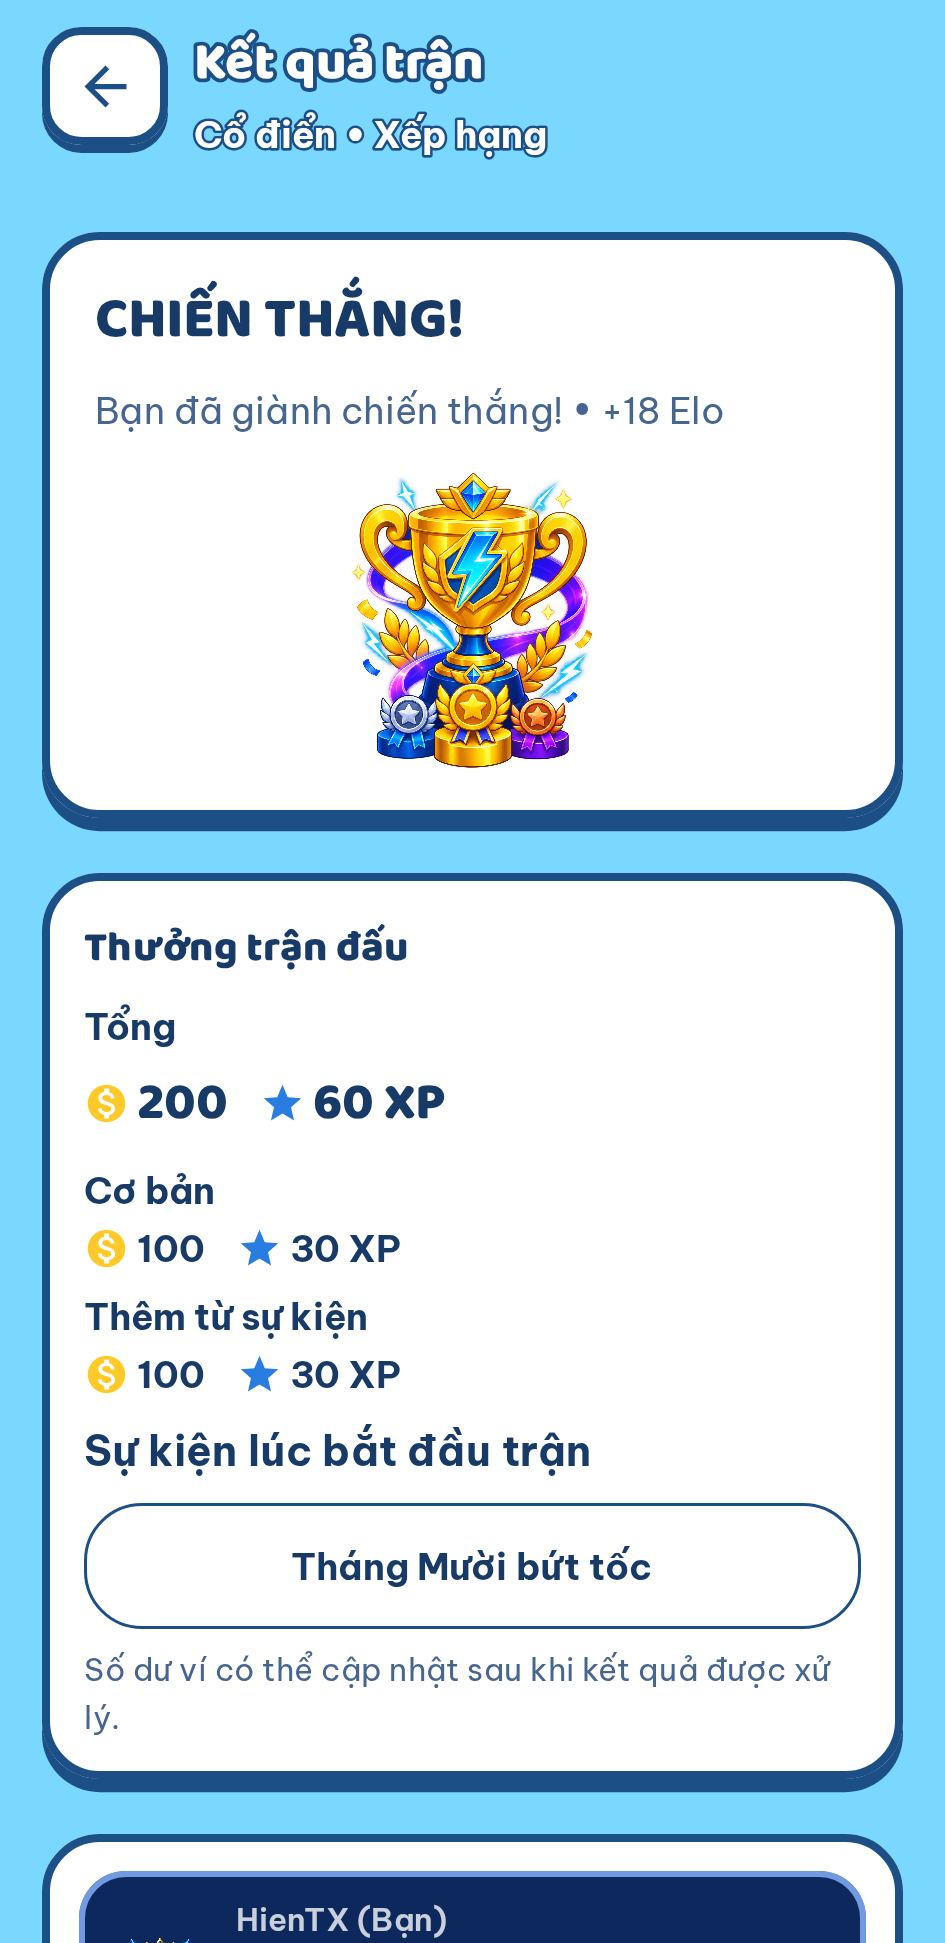 Kết quả trận
Cổ điển • Xếp hạng
CHIẾN THẮNG!
Bạn đã giành chiến thắng! • +18 Elo
Thưởng trận đấu
Tổng
200 60 XP
Cơ bản
100 30 XP
Thêm từ sự kiện
100 30 XP
Sự kiện lúc bắt đầu trận
Tháng Mười bứt tốc
Số dư ví có thể cập nhật sau khi kết quả được xử
lý.
HienTX (Bạn)